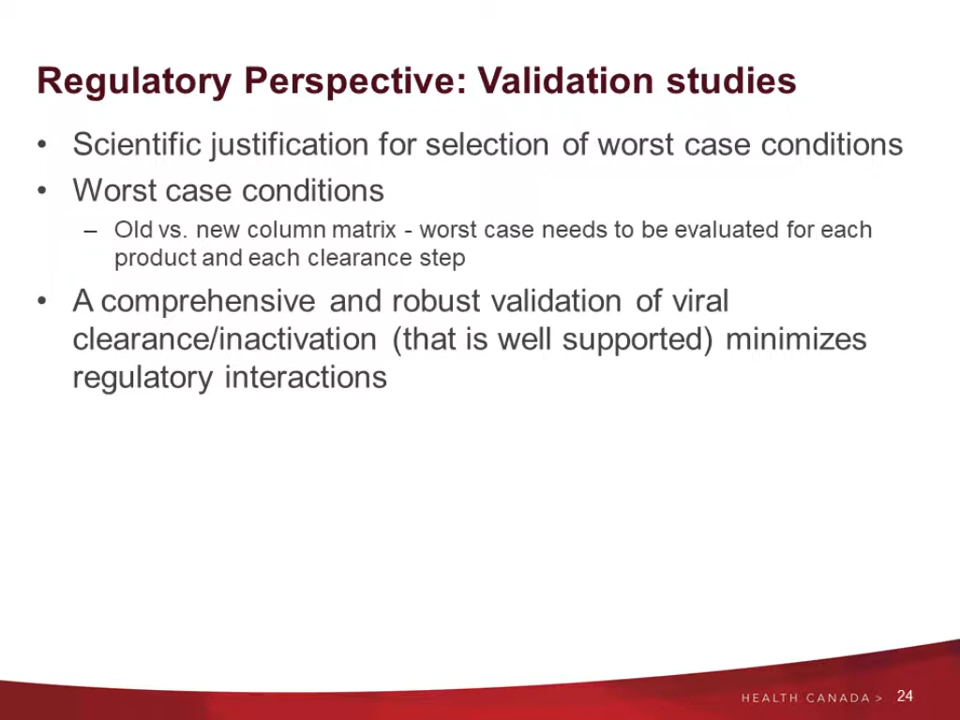 Regulatory Perspective: Validation studies
• Scientific justification for selection of worst case conditions
• Worst case conditions
– Old vs. new column matrix - worst case needs to be evaluated for each
product and each clearance step
• A comprehensive and robust validation of viral
clearance/inactivation (that is well supported) minimizes
regulatory interactions
HEALTH CANADA > 24